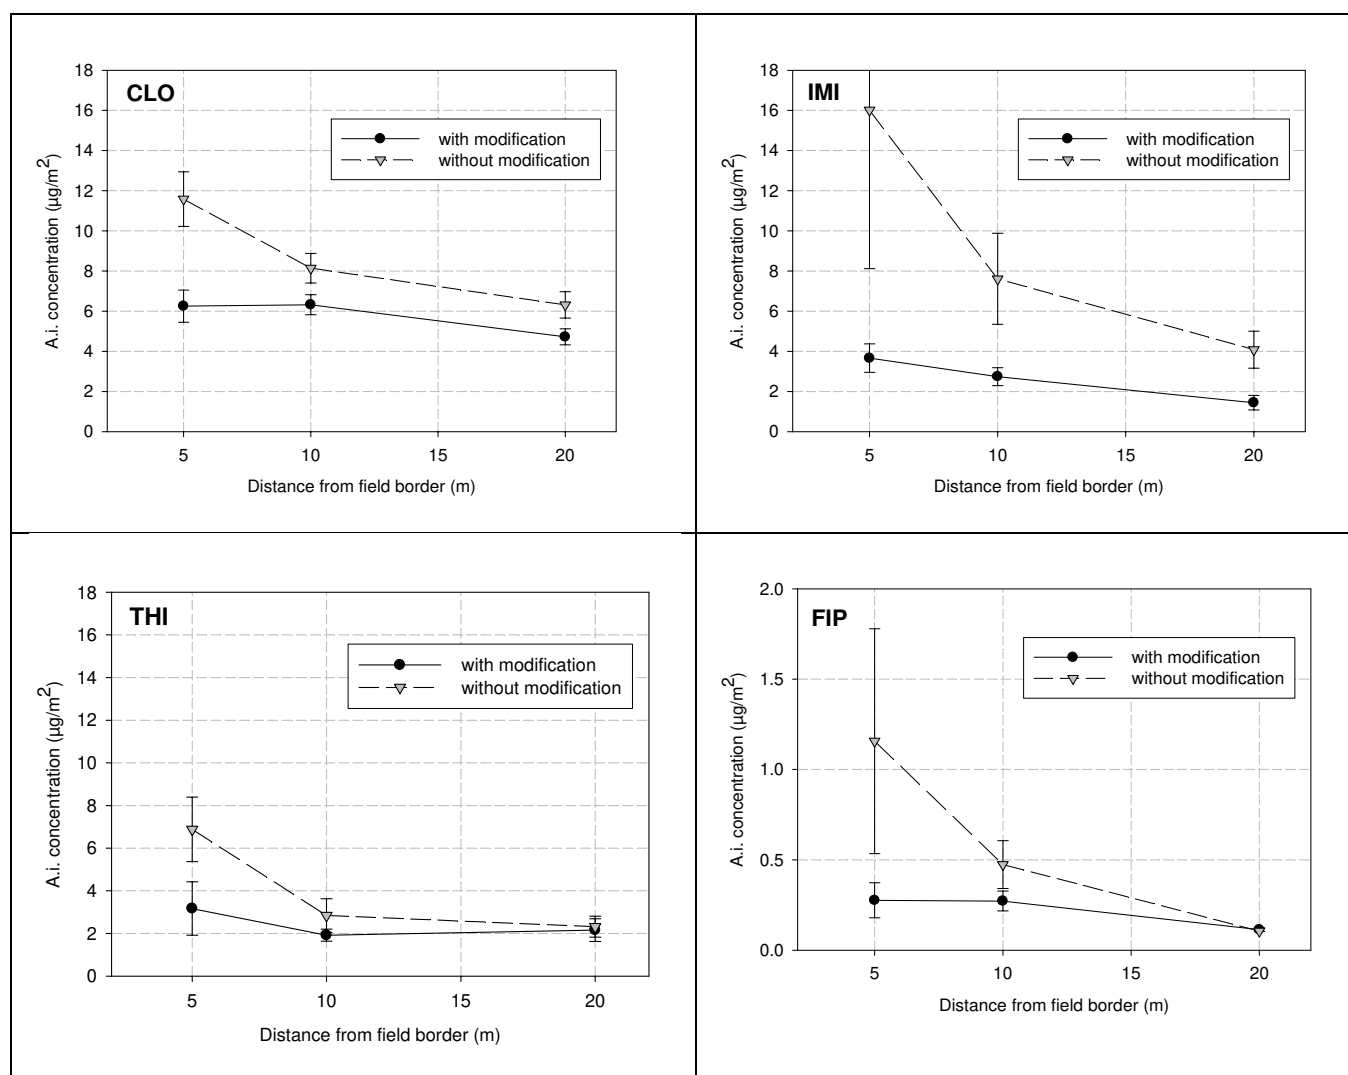 CLO
18
16
14
12
10
8
6
4
2
0
A.i. concentration (µg/m²)
with modification
without modification
5 10 15 20
Distance from field border (m)
IMI
18
16
14
12
10
8
6
4
2
0
A.i. concentration (µg/m²)
with modification
without modification
5 10 15 20
Distance from field border (m)
THI
18
16
14
12
10
8
6
4
2
0
A.i. concentration (µg/m²)
with modification
without modification
5 10 15 20
Distance from field border (m)
FIP
2.0
1.5
1.0
0.5
0.0
A.i. concentration (µg/m²)
with modification
without modification
5 10 15 20
Distance from field border (m)